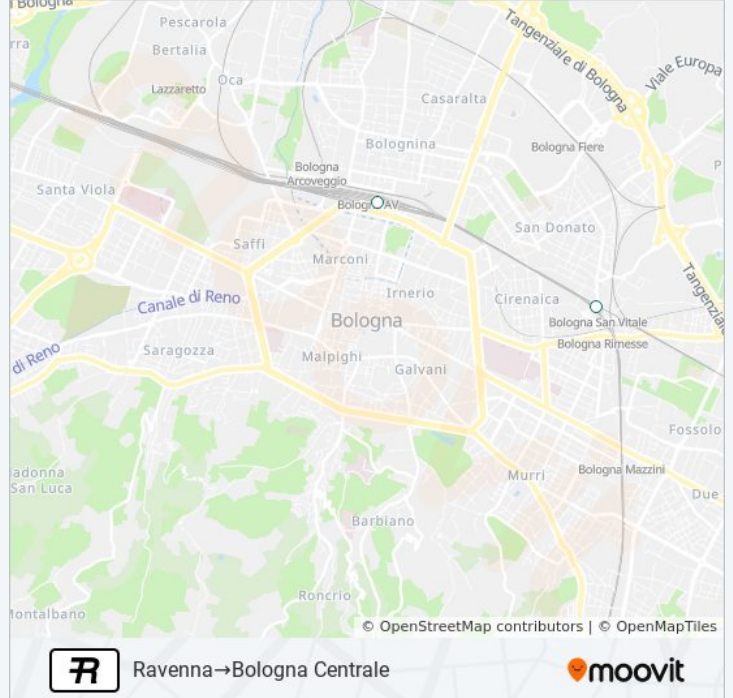 i Bologna
Pescarola
Tangenziale di Bologna
Bertalia
Viale Europa
Oca
Lazzaretto
Casaralta
Bolognina
Bologna Fiere
Bologna
Arcoveggio
Santa Viola
Bologna AV
San Donato
Saffi
Marconi
Tangenziale
Irnerio
Cirenaica
Canale di Reno
Bologna
Bologna San Vitale
Bologna Rimesse
di Reno
Saragozza
Malpighi
Galvani
Fossolo
Murri
Bologna Mazzini
adonna
San Luca
Due
Barbiano
Roncrio
Montalbano
© OpenStreetMap contributors | © OpenMapTiles
R
Ravenna→Bologna Centrale
moovit